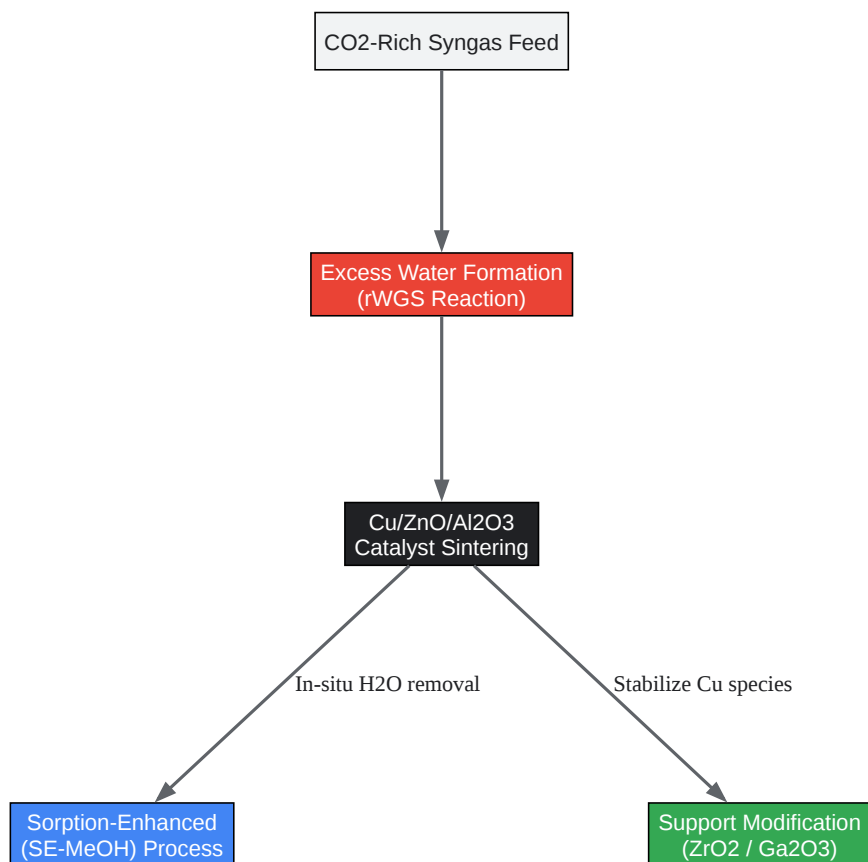 CO2-Rich Syngas Feed
Excess Water Formation
(rWGS Reaction)
Cu/ZnO/Al2O3
Catalyst Sintering
In-situ H2O removal
Stabilize Cu species
Sorption-Enhanced
(SE-MeOH) Process
Support Modification
(ZrO2 / Ga2O3)